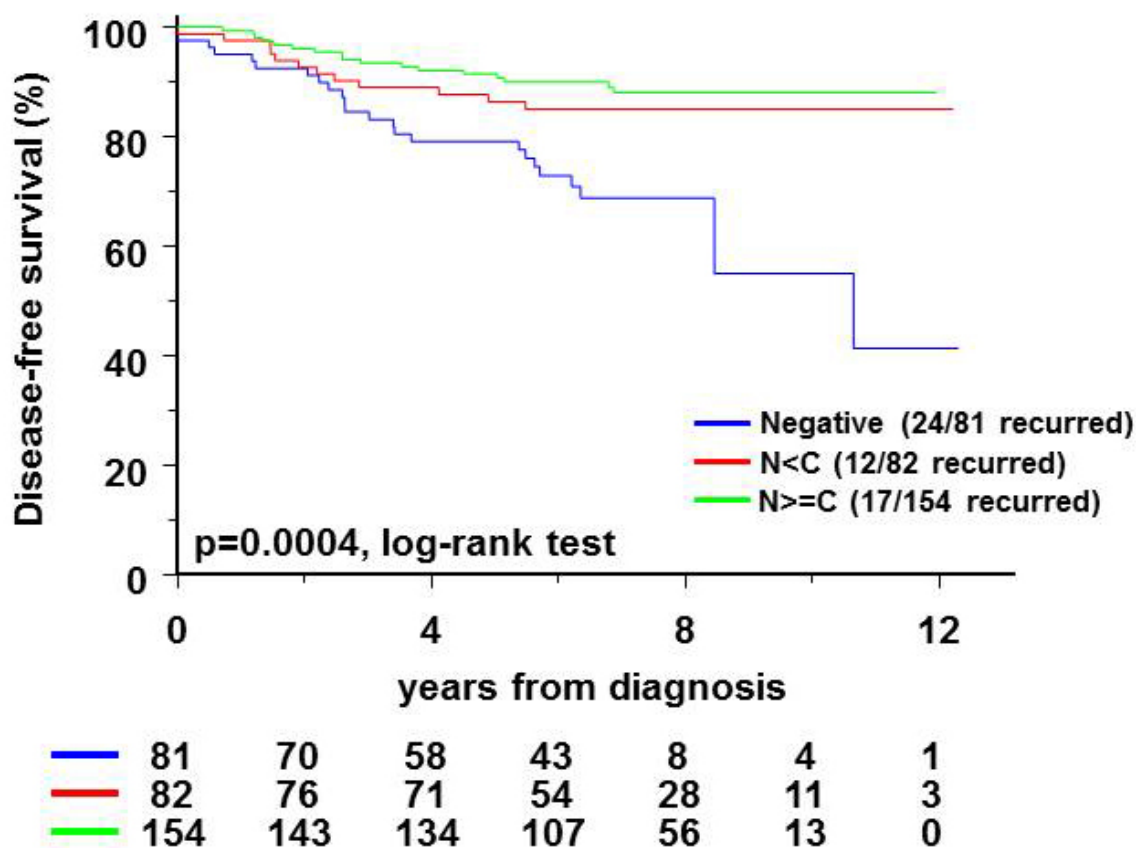 Disease-free survival (%)
100
80
60
40
20
0
Negative (24/81 recurred)
N<C (12/82 recurred)
N>=C (17/154 recurred)
p=0.0004, log-rank test
0 4 8 12
years from diagnosis
81 70 58 43 8 4 1
82 76 71 54 28 11 3
154 143 134 107 56 13 0